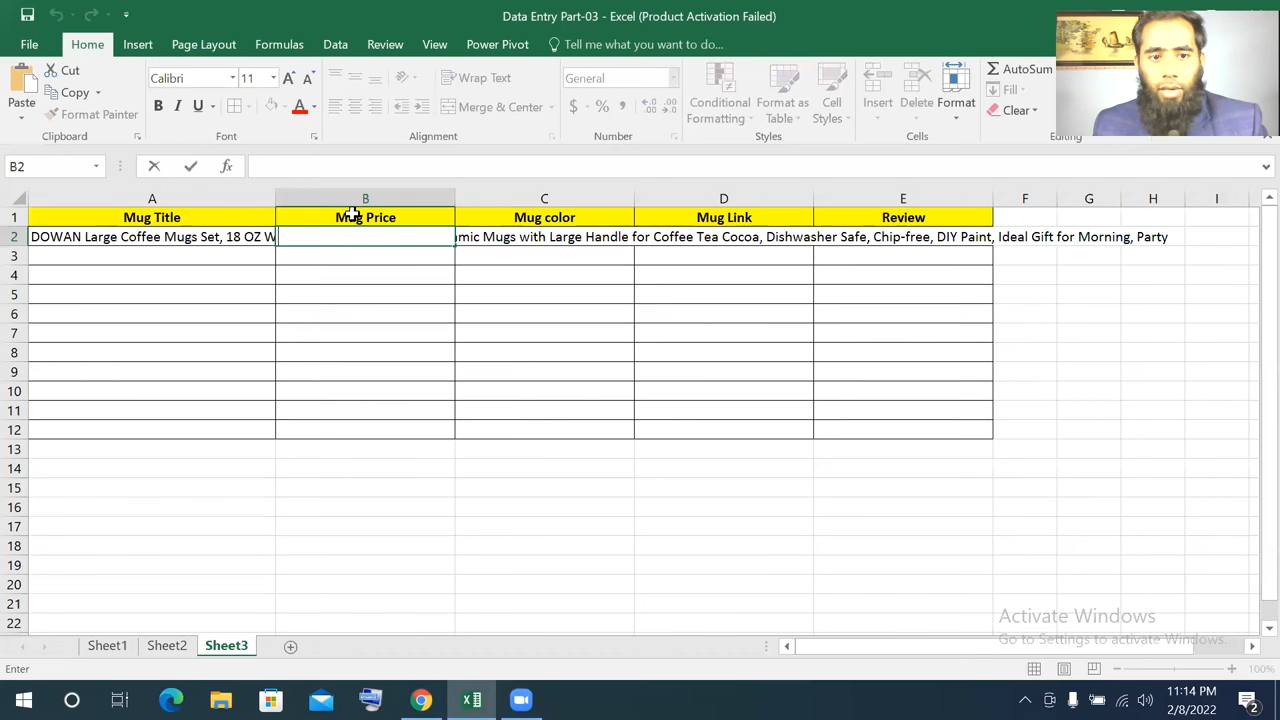 Data Entry Part-03 - Excel (Product Activation Failed)
File Home Insert Page Layout Formulas Data Review View Power Pivot Tell me what you want to do...
Paste Cut Copy Format Painter
Calibri 11 A A
B I U A
Wrap Text
Merge & Center
General
$ % ,
Conditional Formatting Format as Table Cell Styles
Insert Delete Format
AutoSum
Fill
Clear
Clipboard Font Alignment Number Styles Cells Editing
B2 fx
A B C D E F G H I
1 Mug Title Mug Price Mug color Mug Link Review
2 DOWAN Large Coffee Mugs Set, 18 OZ W mic Mugs with Large Handle for Coffee Tea Cocoa, Dishwasher Safe, Chip-free, DIY Paint, Ideal Gift for Morning, Party
3
4
5
6
7
8
9
10
11
12
13
14
15
16
17
18
19
20
21
22
Activate Windows
Go to Settings to activate Windows.
Sheet1 Sheet2 Sheet3
Enter 100%
11:14 PM
2/8/2022
2